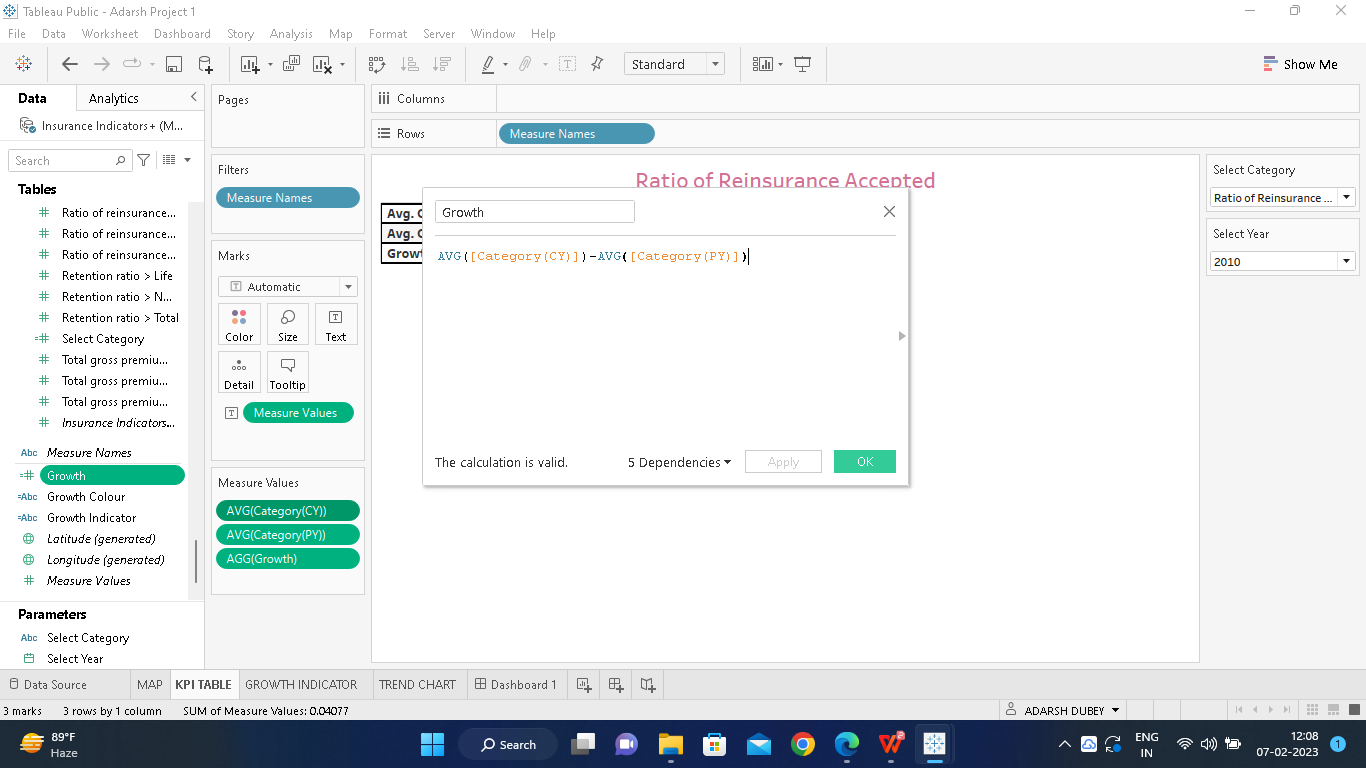 Tableau Public - Adarsh Project 1
File Data Worksheet Dashboard Story Analysis Map Format Server Window Help
Standard
Show Me
Data Analytics
Insurance Indicators+ (M...
Search
Tables
Ratio of reinsurance...
Ratio of reinsurance...
Ratio of reinsurance...
Retention ratio > Life
Retention ratio > N...
Retention ratio > Total
Select Category
Total gross premiu...
Total gross premiu...
Total gross premiu...
Insurance Indicators...
Abc Measure Names
Growth
=Abc Growth Colour
=Abc Growth Indicator
Latitude (generated)
Longitude (generated)
Measure Values
Parameters
Abc Select Category
Select Year
Pages
Filters
Measure Names
Marks
Automatic
Color Size Text
Detail Tooltip
Measure Values
Measure Values
AVG(Category(CY))
AVG(Category(PY))
AGG(Growth)
Columns
Rows Measure Names
Ratio of Reinsurance Accepted
Avg. C
Avg. C
Growt
Growth
AVG([Category(CY)])-AVG([Category(PY)])
The calculation is valid. 5 Dependencies Apply OK
Select Category
Ratio of Reinsurance ...
Select Year
2010
Data Source MAP KPI TABLE GROWTH INDICATOR TREND CHART Dashboard 1
3 marks 3 rows by 1 column SUM of Measure Values: 0.04077 ADARSH DUBEY
89°F
Haze
Search
ENG
IN
12:08
07-02-2023
1